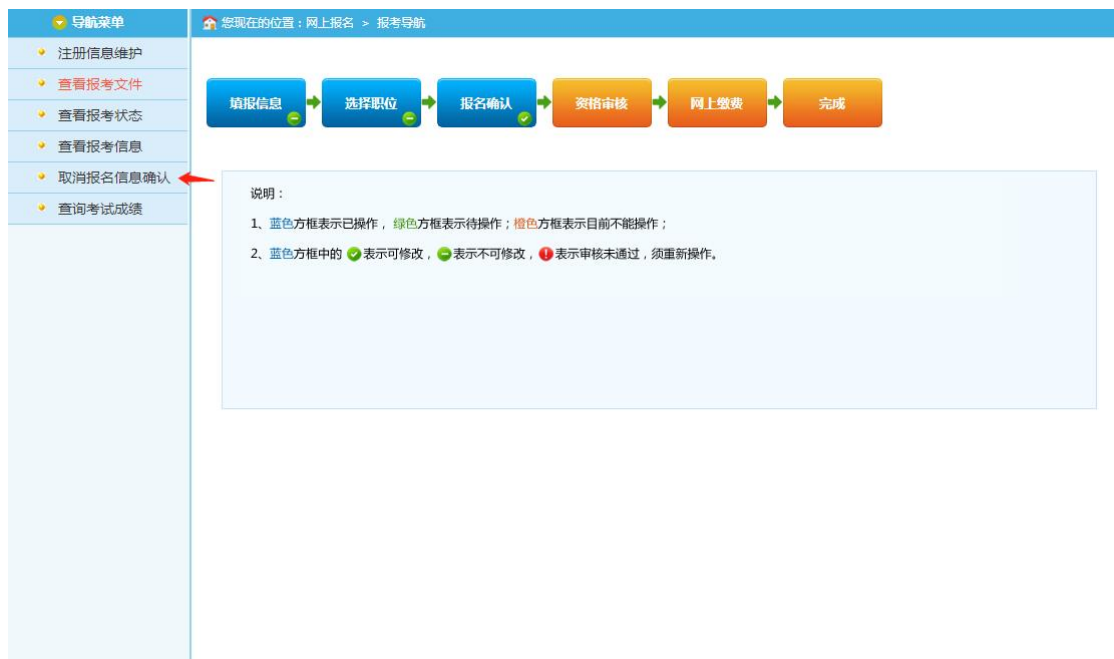 导航菜单
您现在的位置：网上报名 > 报考导航
注册信息维护
查看报考文件
查看报考状态
查看报考信息
取消报名信息确认
查询考试成绩
填报信息
选择职位
报名确认
资格审核
网上缴费
完成
说明：
1、蓝色方框表示已操作，绿色方框表示待操作；橙色方框表示目前不能操作；
2、蓝色方框中的 表示可修改， 表示不可修改， 表示审核未通过，须重新操作。